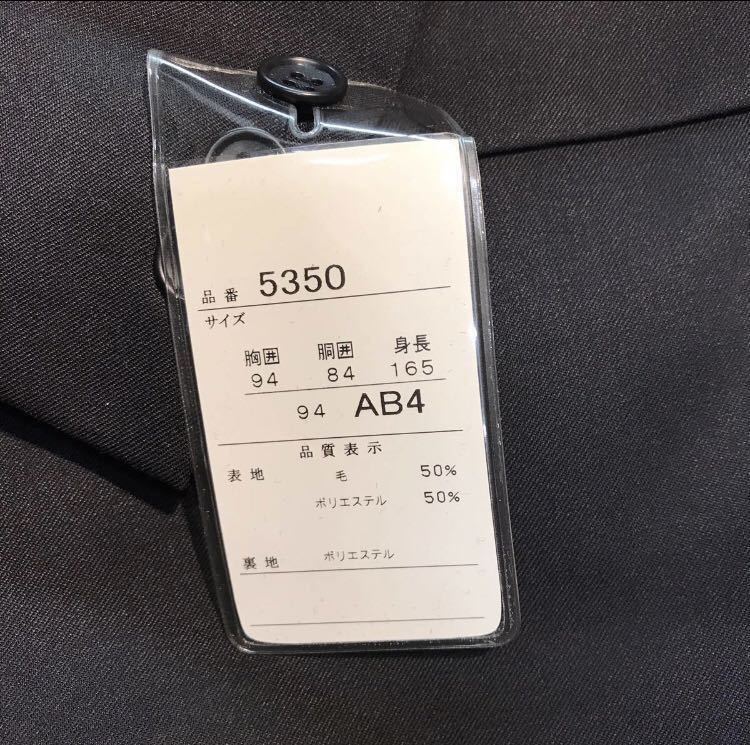 品番 5350
サイズ
胸囲 胴囲 身長
94 84 165
94 AB4
品質表示
表地 毛 50%
ポリエステル 50%
裏地 ポリエステル